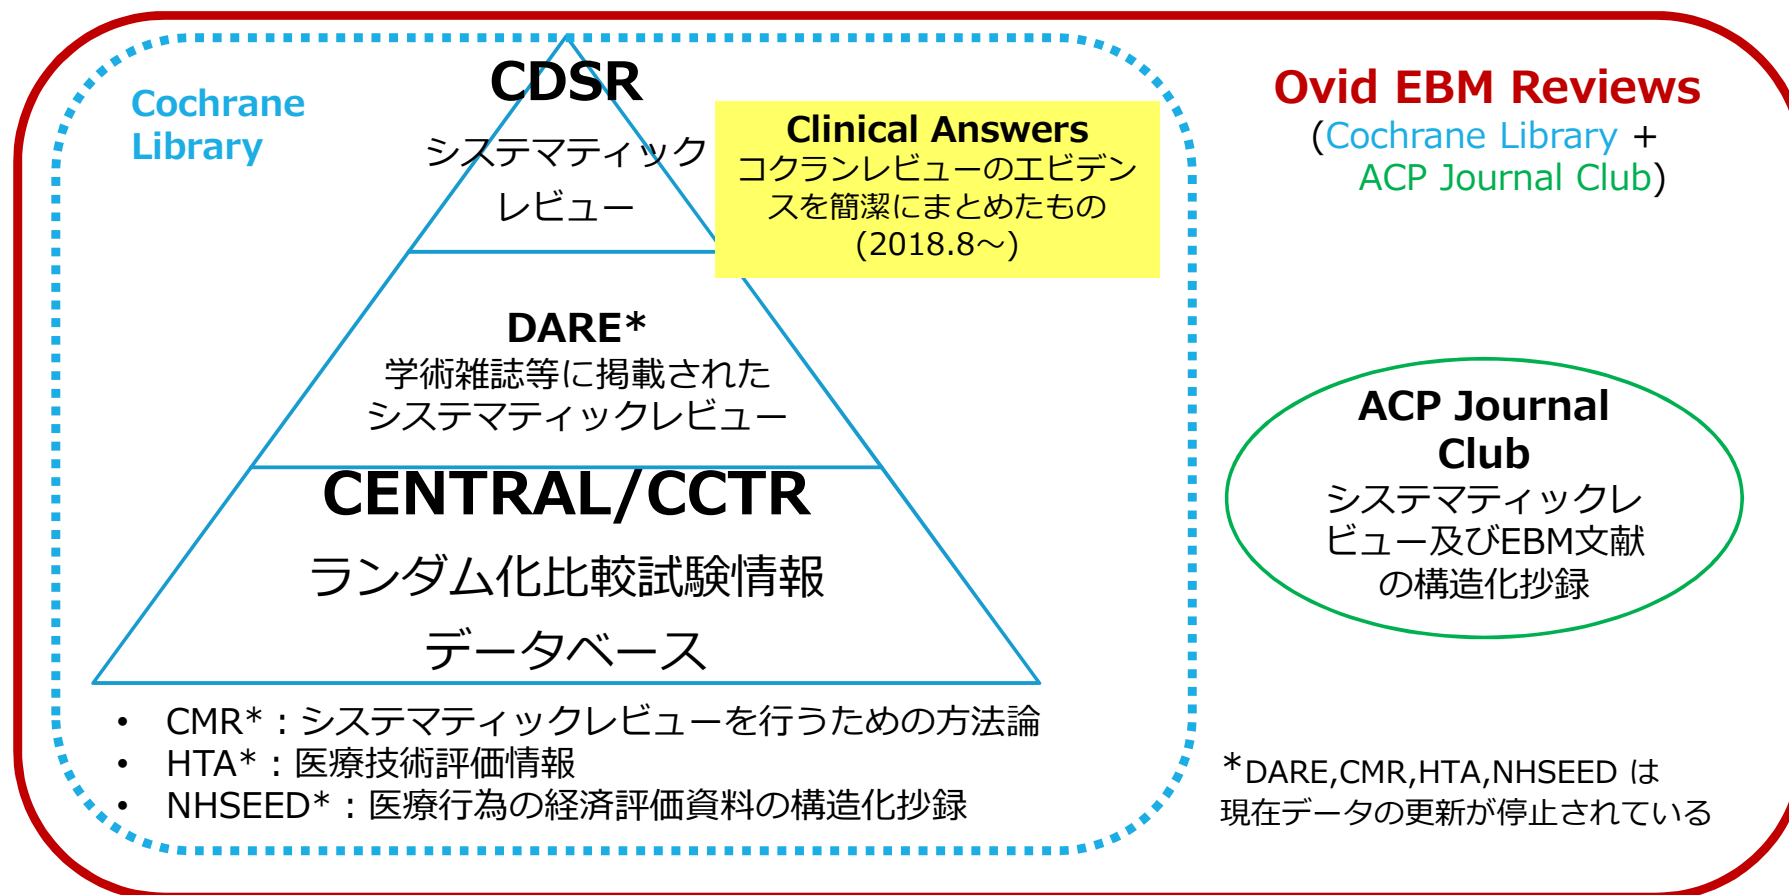 Cochrane
Library
CDSR
システマティック
レビュー
Clinical Answers
コクランレビューのエビデン
スを簡潔にまとめたもの
(2018.8～)
DARE*
学術雑誌等に掲載された
システマティックレビュー
CENTRAL/CCTR
ランダム化比較試験情報
データベース
• CMR*：システマティックレビューを行うための方法論
• HTA*：医療技術評価情報
• NHSEED*：医療行為の経済評価資料の構造化抄録
Ovid EBM Reviews
(Cochrane Library +
ACP Journal Club)
ACP Journal
Club
システマティックレ
ビュー及びEBM文献
の構造化抄録
*DARE,CMR,HTA,NHSEED は
現在データの更新が停止されている